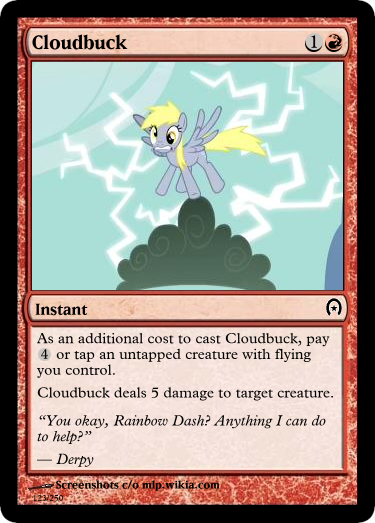 Cloudbuck 1
Instant
As an additional cost to cast Cloudbuck, pay
4 or tap an untapped creature with flying
you control.
Cloudbuck deals 5 damage to target creature.
“You okay, Rainbow Dash? Anything I can do
to help?”
— Derpy
Screenshots c/o mlp.wikia.com
123/250